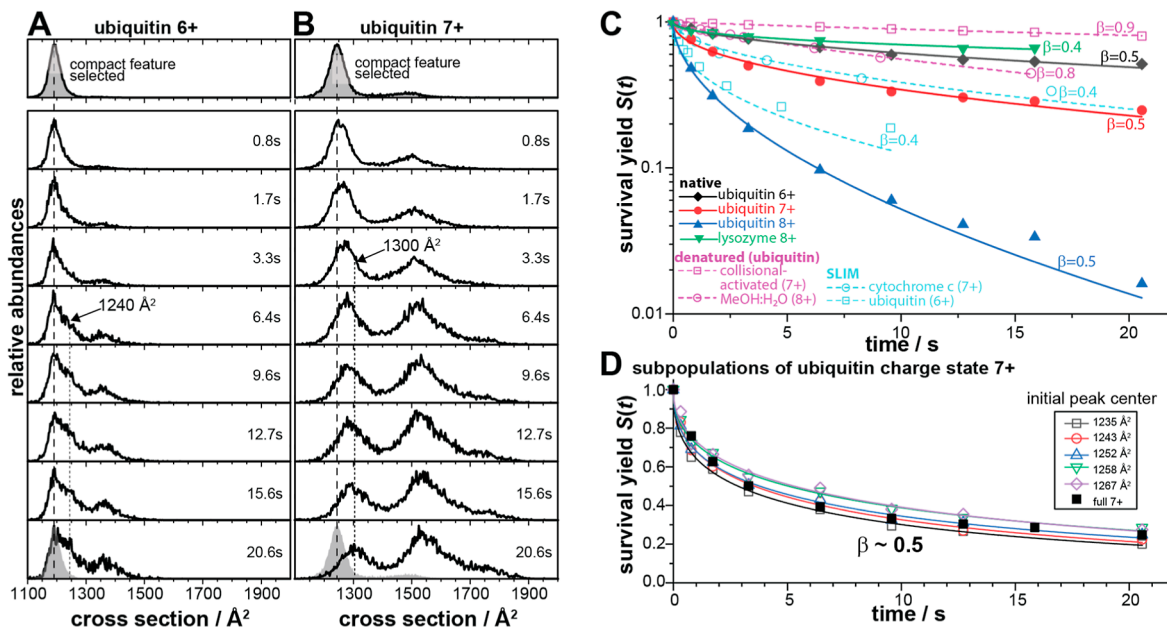 A
ubiquitin 6+
compact feature
selected
0.8s
1.7s
3.3s
1240 Å²
6.4s
9.6s
12.7s
15.6s
20.6s
relative abundances
1100 1300 1500 1700 1900
cross section / Å²
B
ubiquitin 7+
compact feature
selected
0.8s
1.7s
1300 Å²
3.3s
6.4s
9.6s
12.7s
15.6s
20.6s
1300 1500 1700 1900
cross section / Å²
C
survival yield S(t)
1
0.1
0.01
β=0.9
β=0.4
β=0.5
β=0.8
β=0.4
β=0.5
β=0.4
β=0.5
native
ubiquitin 6+
ubiquitin 7+
ubiquitin 8+
lysozyme 8+
denatured (ubiquitin)
collisional-
activated (7+)
MeOH:H₂O (8+)
SLIM
cytochrome c (7+)
ubiquitin (6+)
0 5 10 15 20
time / s
D subpopulations of ubiquitin charge state 7+
survival yield S(t)
1.0
0.8
0.6
0.4
0.2
0.0
initial peak center
1235 Å²
1243 Å²
1252 Å²
1258 Å²
1267 Å²
full 7+
β ~ 0.5
0 5 10 15 20
time / s